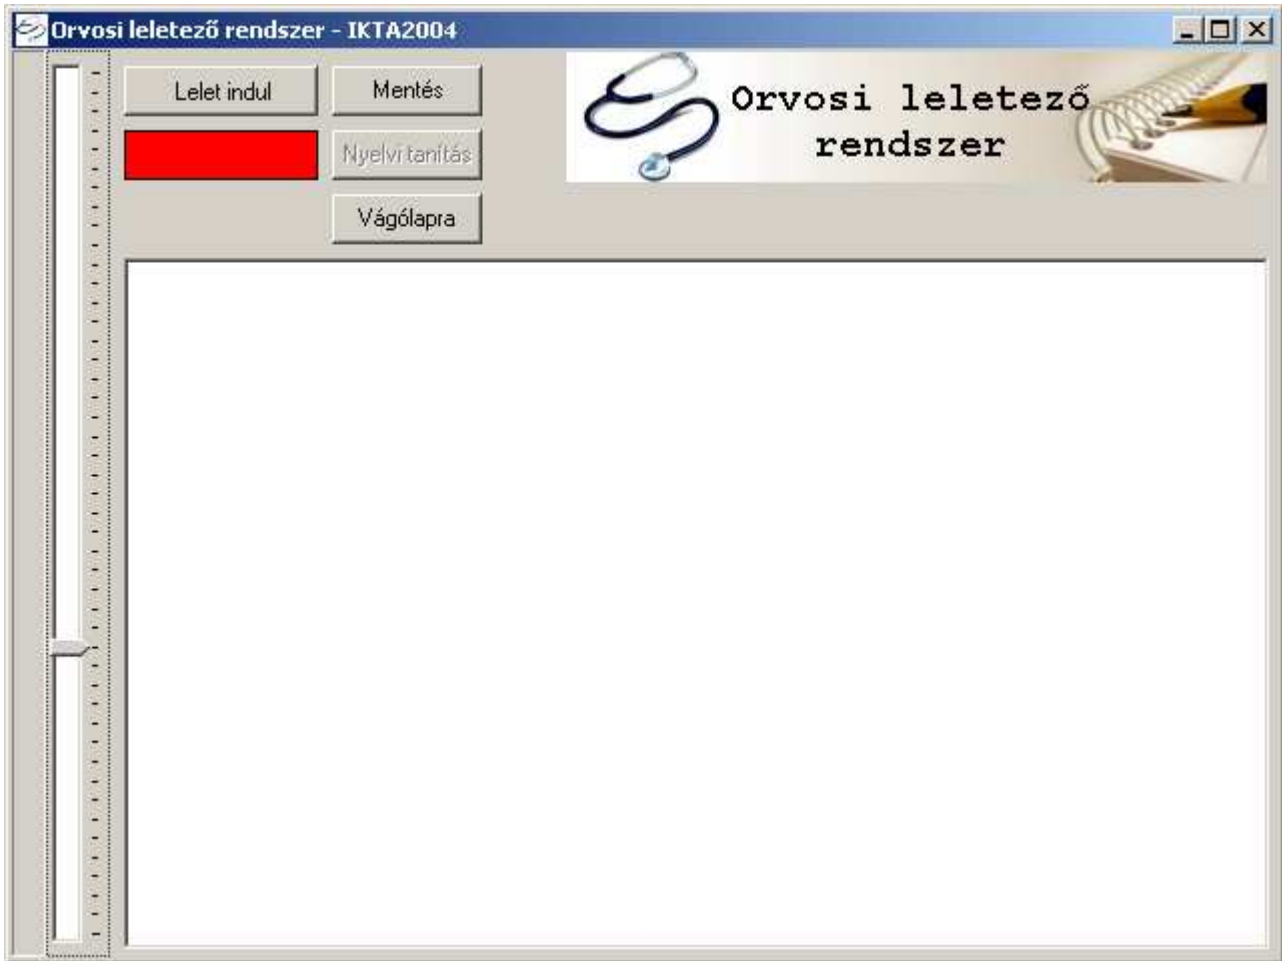 Orvosi leletező rendszer - IKTA2004
Lelet indul
Mentés
Nyelvi tanítás
Vágólapra
Orvosi leletező
rendszer